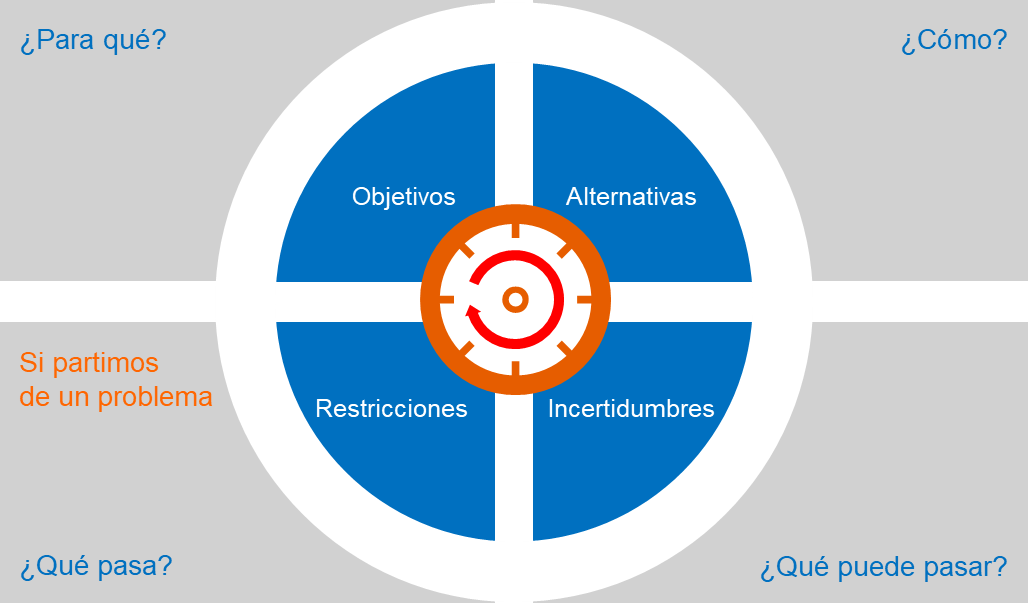 ¿Para qué?
¿Cómo?
Objetivos
Alternativas
Si partimos
de un problema
Restricciones
Incertidumbres
¿Qué pasa?
¿Qué puede pasar?